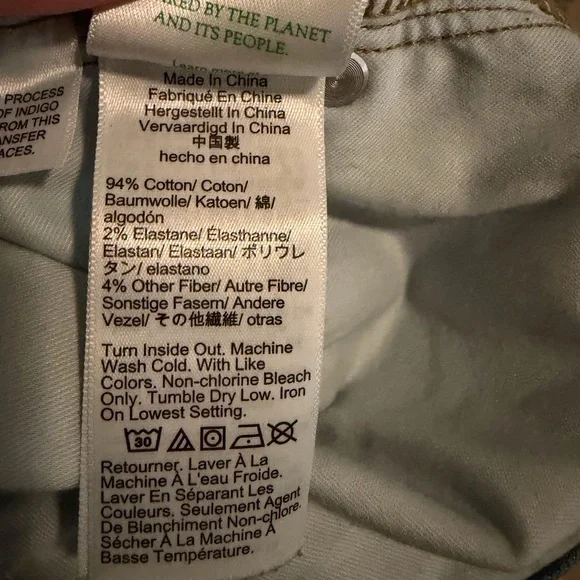 RED BY THE PLANET
AND ITS PEOPLE.
PROCESS
OF INDIGO
FROM THIS
ANSFER
ACES.
Learn
Made In China
Fabriqué En Chine
Hergestellt In China
Vervaardigd In China
中国製
hecho en china
94% Cotton/ Coton/
Baumwolle/ Katoen/ 綿/
algodón
2% Elastane/ Élasthanne/
Elastan/ Elastaan/ ポリウレ
タン/ elastano
4% Other Fiber/ Autre Fibre/
Sonstige Fasern/ Andere
Vezel/ その他繊維/ otras
Turn Inside Out. Machine
Wash Cold. With Like
Colors. Non-chlorine Bleach
Only. Tumble Dry Low. Iron
On Lowest Setting.
30
Retourner. Laver À La
Machine À L'eau Froide.
Laver En Séparant Les
Couleurs. Seulement Agent
De Blanchiment Non-chlore.
Sécher À La Machine À
Basse Température.